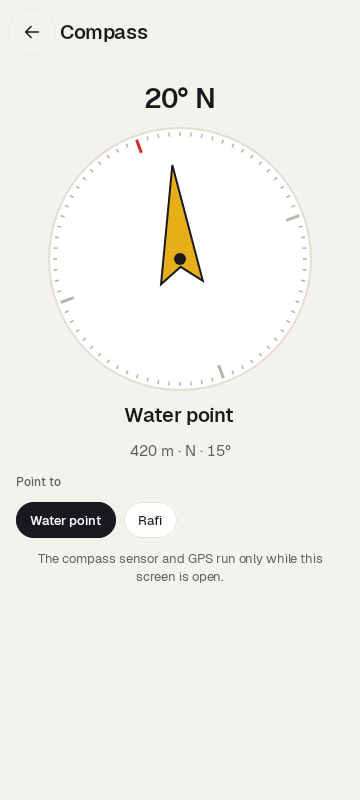 Compass
20° N
Water point
420 m · N · 15°
Point to
Water point
Rafi
The compass sensor and GPS run only while this
screen is open.